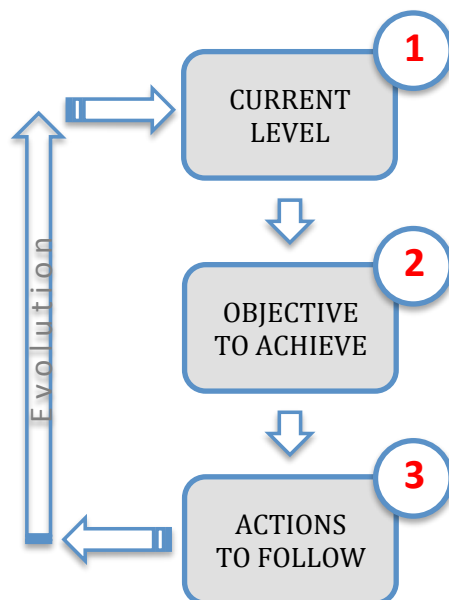 1
CURRENT
LEVEL
2
OBJECTIVE
TO ACHIEVE
3
ACTIONS
TO FOLLOW
Evolution